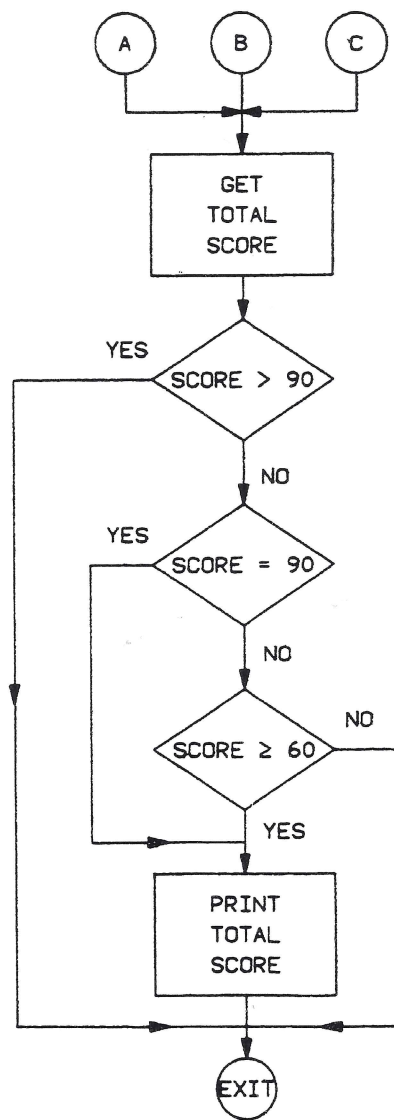 A
B
C
GET
TOTAL
SCORE
YES
SCORE > 90
NO
YES
SCORE = 90
NO
NO
SCORE ≥ 60
YES
PRINT
TOTAL
SCORE
EXIT